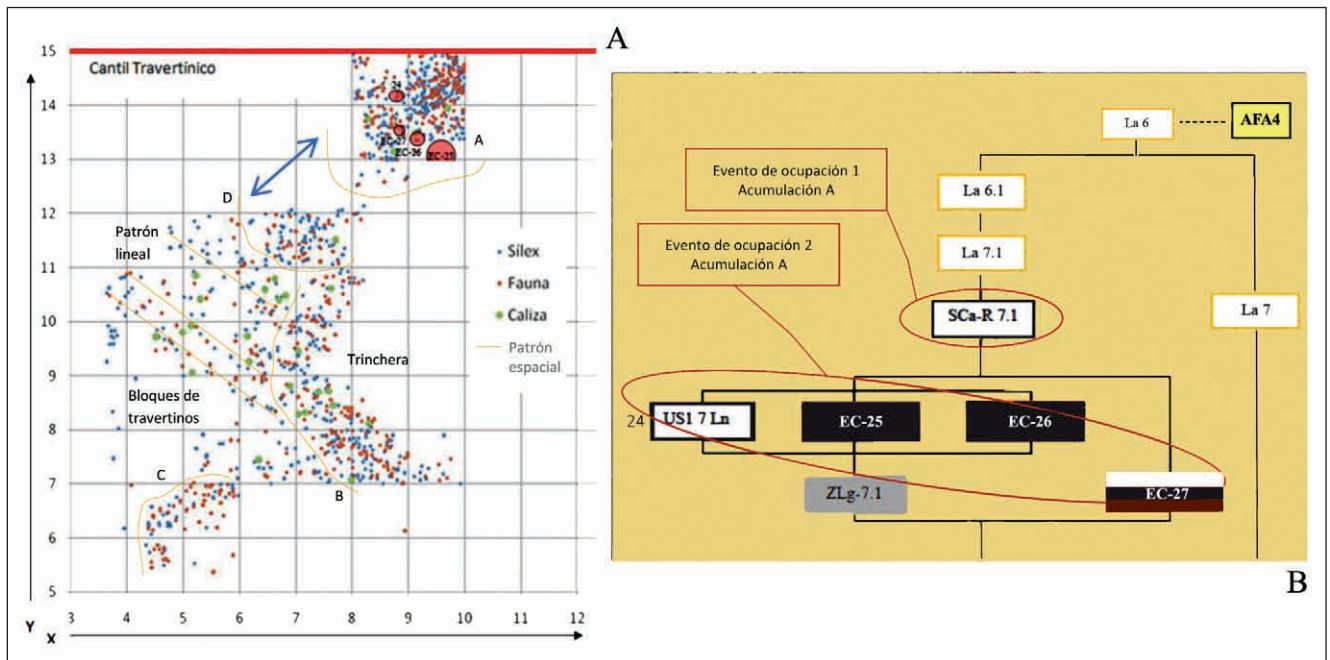 A
15
14
13
12
11
10
9
8
7
6
5
Y
X
3 4 5 6 7 8 9 10 11 12
Cantil Travertínico
24
EC-27
EC-26
EC-25
A
D
Patrón
lineal
Sílex
Fauna
Caliza
Patrón
espacial
Trinchera
Bloques de
travertinos
C
B
La 6
AFA4
Evento de ocupación 1
Acumulación A
La 6.1
Evento de ocupación 2
Acumulación A
La 7.1
SCa-R 7.1
La 7
24
US1 7 Ln
EC-25
EC-26
ZLg-7.1
EC-27
B